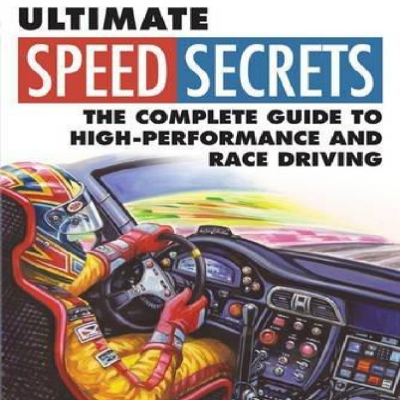 ULTIMATE
SPEED SECRETS
THE COMPLETE GUIDE TO
HIGH-PERFORMANCE AND
RACE DRIVING